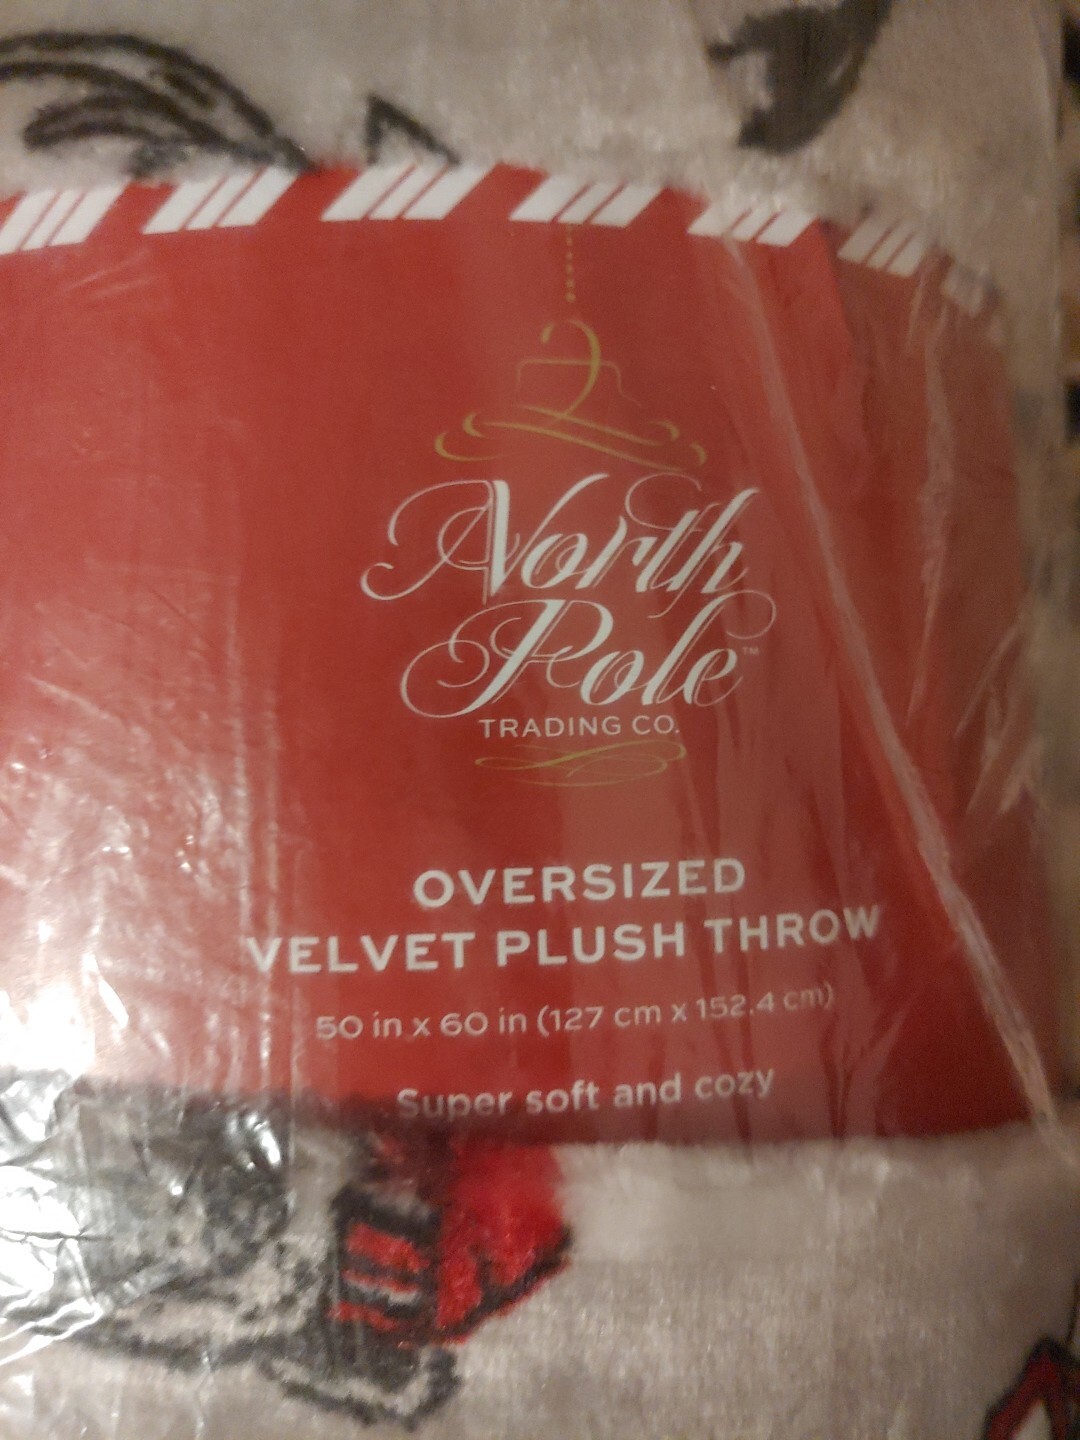 North
Pole™
TRADING CO.
OVERSIZED
VELVET PLUSH THROW
50 in x 60 in (127 cm x 152.4 cm)
Super soft and cozy